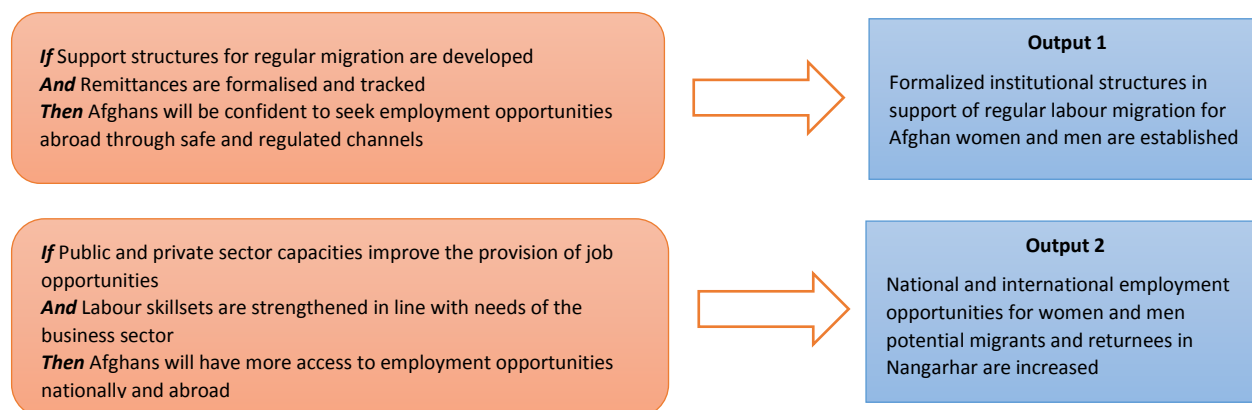 If Support structures for regular migration are developed
And Remittances are formalised and tracked
Then Afghans will be confident to seek employment opportunities
abroad through safe and regulated channels
Output 1
Formalized institutional structures in
support of regular labour migration for
Afghan women and men are established
If Public and private sector capacities improve the provision of job
opportunities
And Labour skillsets are strengthened in line with needs of the
business sector
Then Afghans will have more access to employment opportunities
nationally and abroad
Output 2
National and international employment
opportunities for women and men
potential migrants and returnees in
Nangarhar are increased